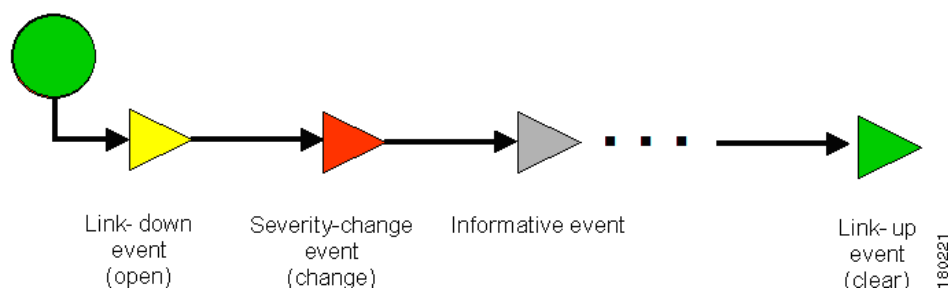 Link- down
event
(open)
Severity-change
event
(change)
Informative event
Link- up
event
(clear)
180221